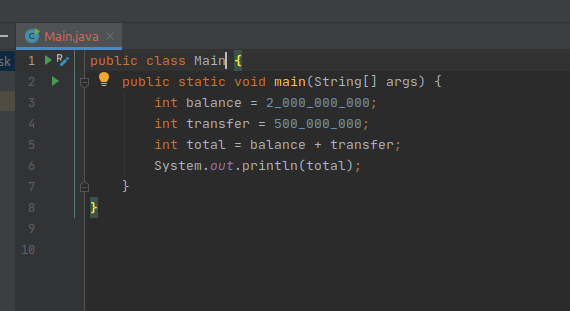 Main.java
sk
1 public class Main {
2 public static void main(String[] args) {
3 int balance = 2_000_000_000;
4 int transfer = 500_000_000;
5 int total = balance + transfer;
6 System.out.println(total);
7 }
8 }
9
10